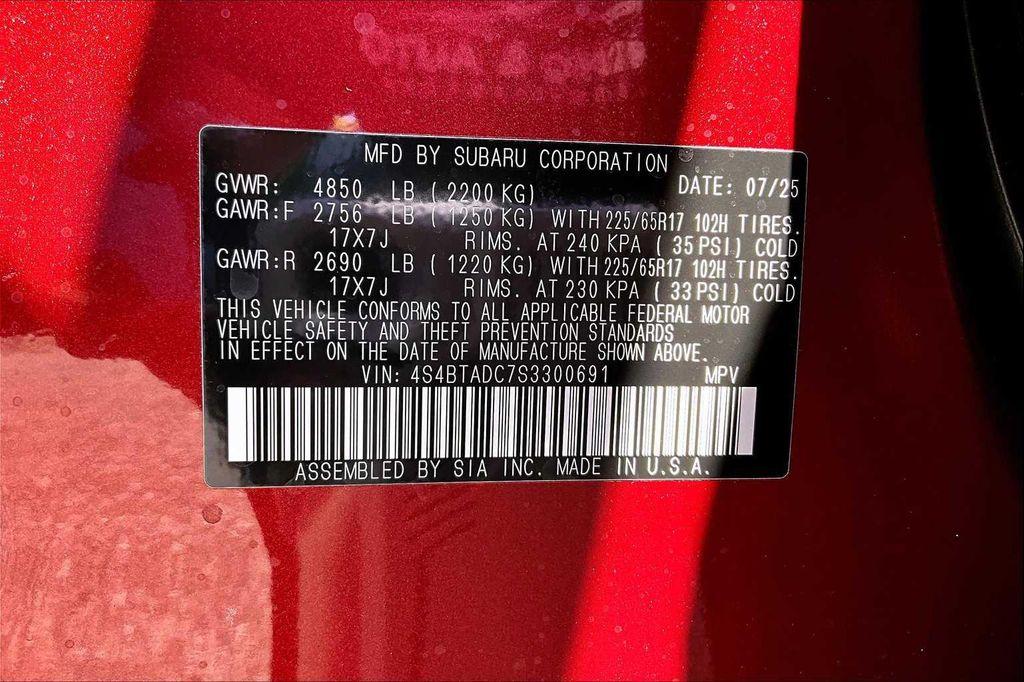 MFD BY SUBARU CORPORATION
GVWR: 4850 LB ( 2200 KG) DATE: 07/25
GAWR:F 2756 LB ( 1250 KG) WITH 225/65R17 102H TIRES.
17X7J RIMS. AT 240 KPA ( 35 PSI) COLD
GAWR:R 2690 LB ( 1220 KG) WITH 225/65R17 102H TIRES.
17X7J RIMS. AT 230 KPA ( 33 PSI) COLD
THIS VEHICLE CONFORMS TO ALL APPLICABLE FEDERAL MOTOR
VEHICLE SAFETY AND THEFT PREVENTION STANDARDS
IN EFFECT ON THE DATE OF MANUFACTURE SHOWN ABOVE.
VIN: 4S4BTADC7S3300691 MPV
ASSEMBLED BY SIA INC. MADE IN U.S.A.